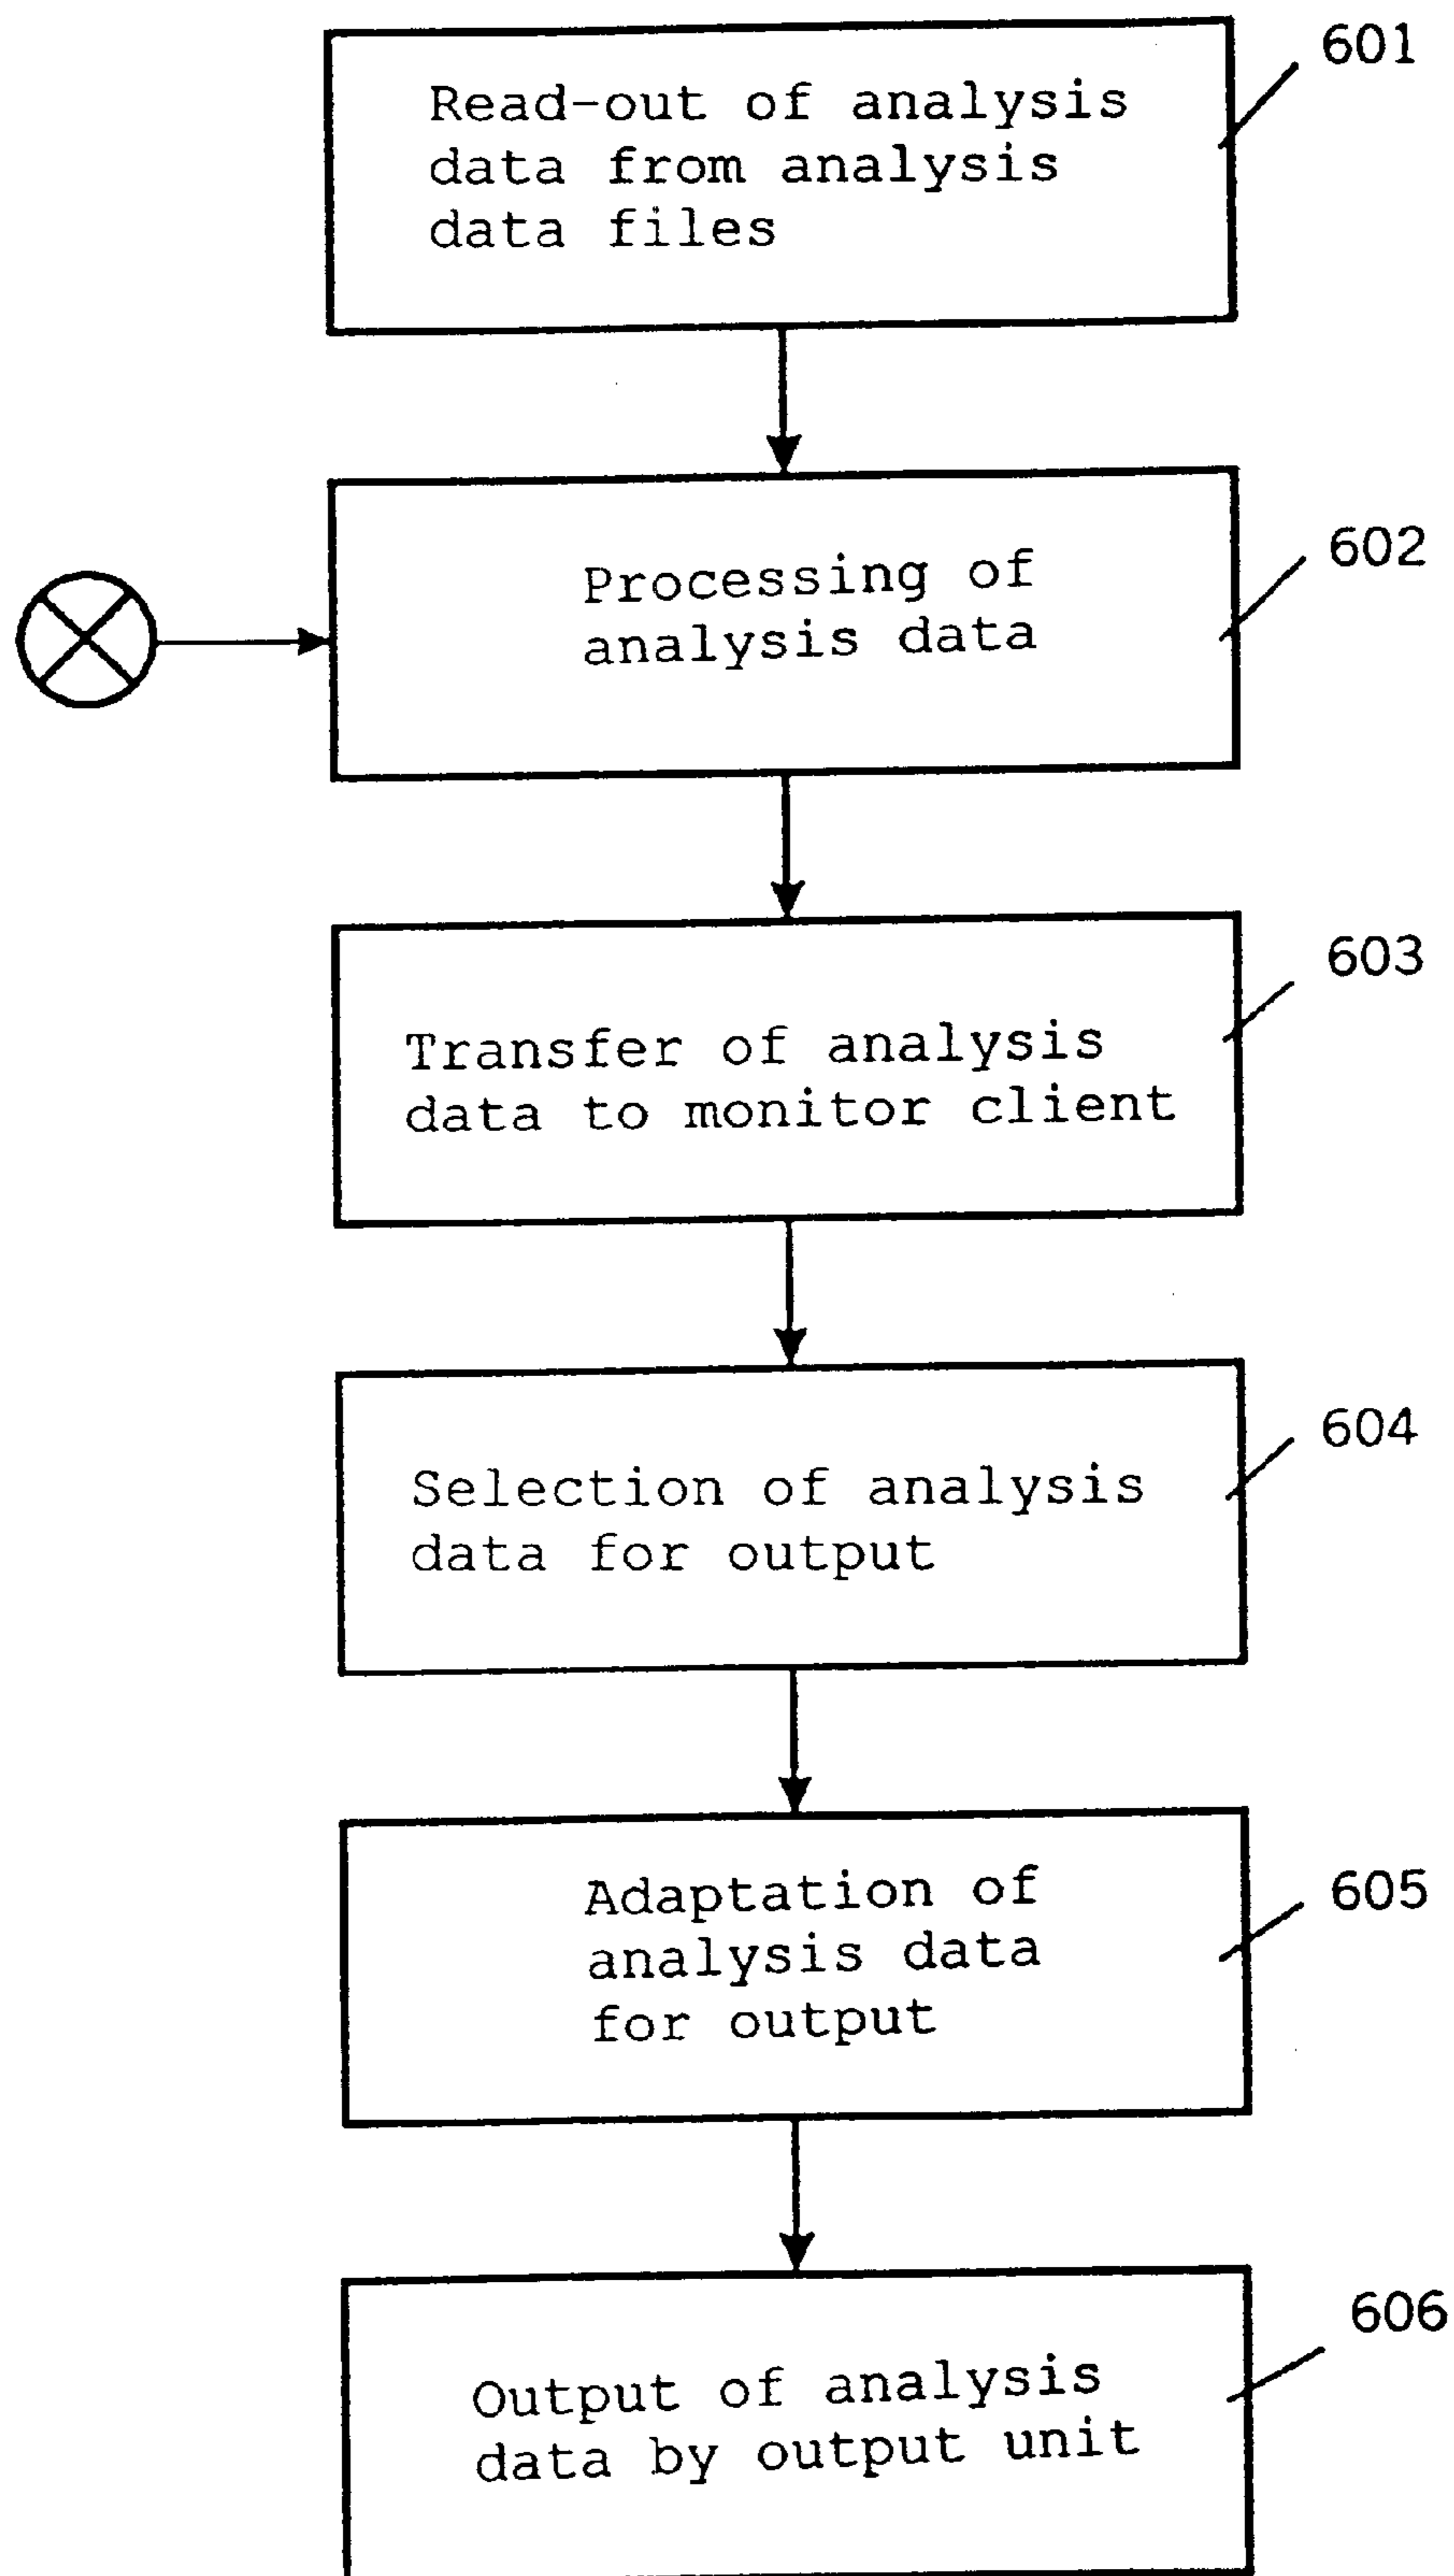 601
Read-out of analysis
data from analysis
data files
602
Processing of
analysis data
603
Transfer of analysis
data to monitor client
604
Selection of analysis
data for output
605
Adaptation of
analysis data
for output
606
Output of analysis
data by output unit